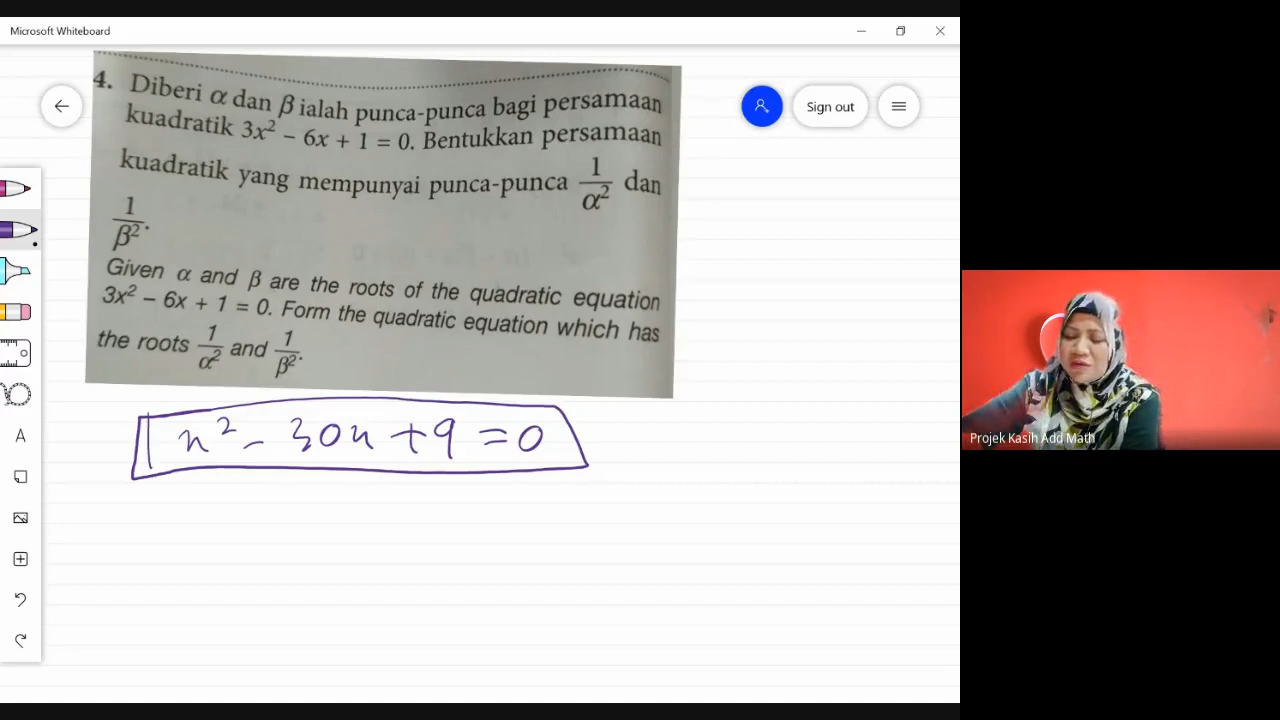 Microsoft Whiteboard
Sign out
4. Diberi α dan β ialah punca-punca bagi persamaan
kuadratik 3x² − 6x + 1 = 0. Bentukkan persamaan
kuadratik yang mempunyai punca-punca 1/α² dan
1/β².
Given α and β are the roots of the quadratic equation
3x² − 6x + 1 = 0. Form the quadratic equation which has
the roots 1/α² and 1/β².
x² − 30x + 9 = 0
A
Projek Kasih Add Math